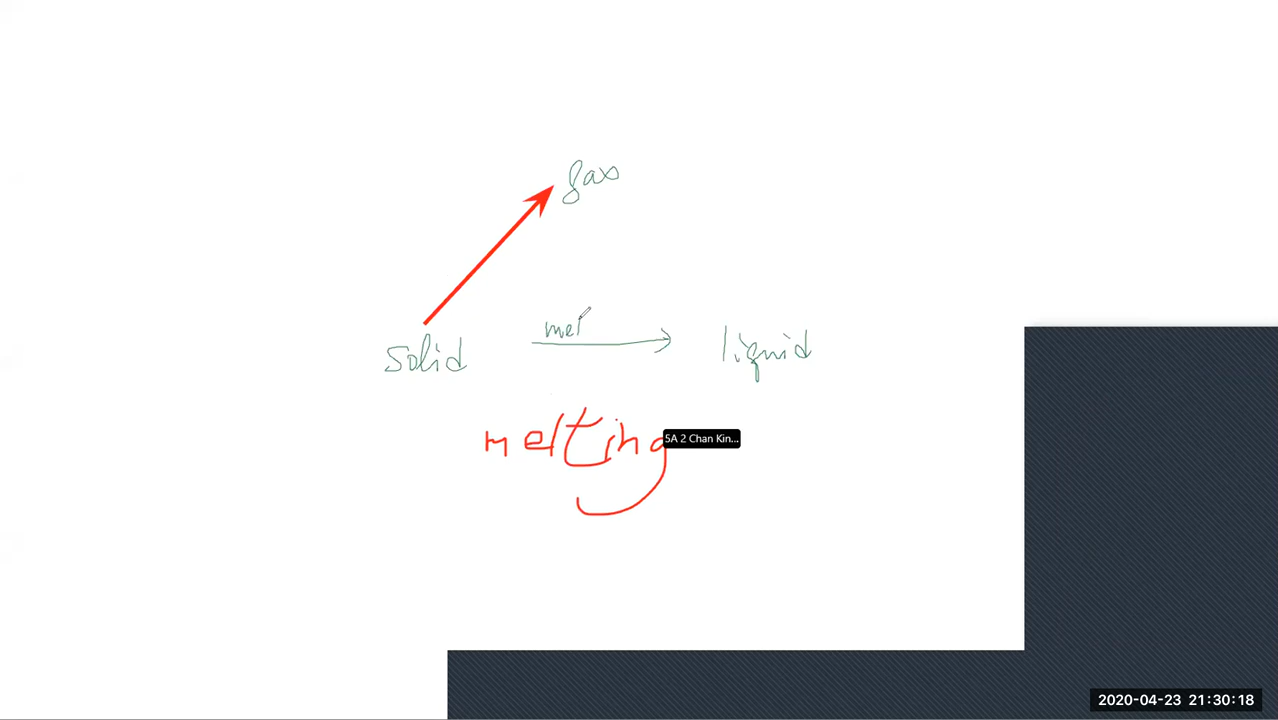 gas
mel
solid
liquid
melting
5A 2 Chan Kin...
2020-04-23 21:30:18